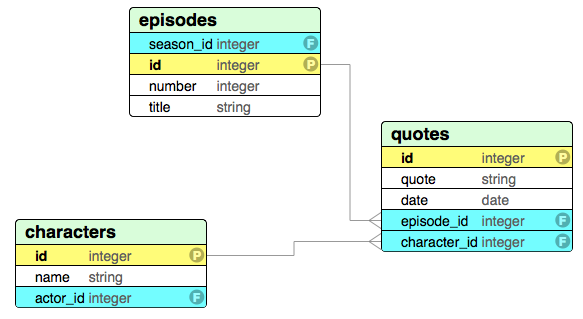 episodes
season_id integer F
id integer P
number integer
title string
quotes
id integer P
quote string
date date
episode_id integer F
character_id integer F
characters
id integer P
name string
actor_id integer F